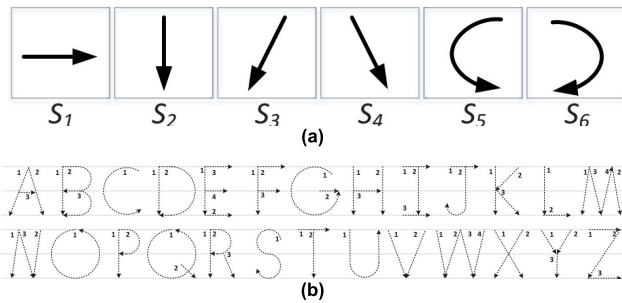 S₁ S₂ S₃ S₄ S₅ S₆
(a)
A B C D E F G H I J K L M
N O P Q R S T U V W X Y Z
(b)